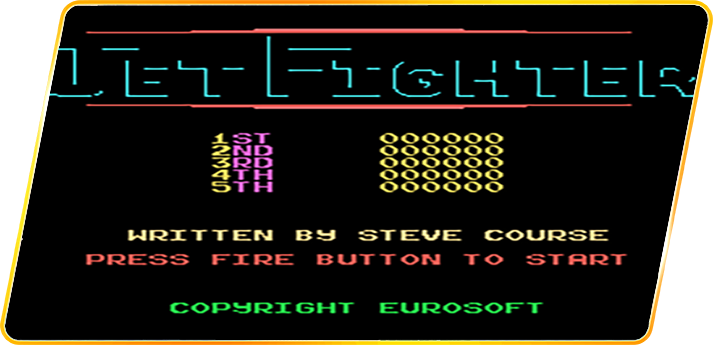 JET FIGHTER
1ST 000000
2ND 000000
3RD 000000
4TH 000000
5TH 000000
WRITTEN BY STEVE COURSE
PRESS FIRE BUTTON TO START
COPYRIGHT EUROSOFT